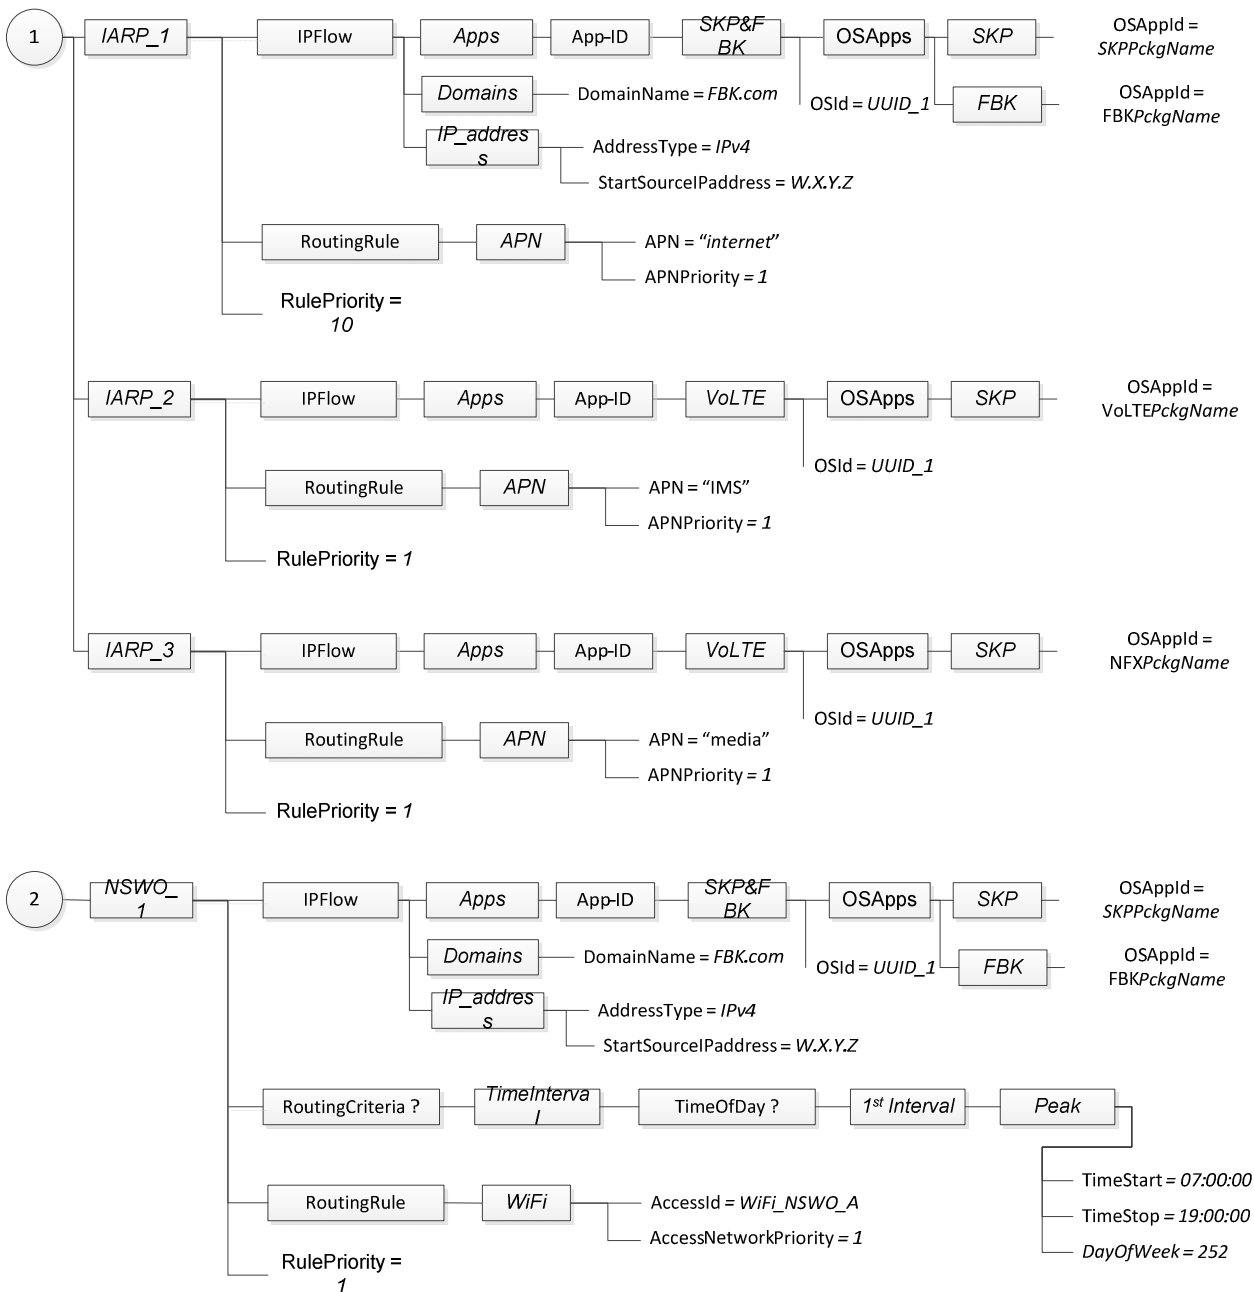 1
IARP_1
IPFlow
Apps
App-ID
SKP&F
BK
OSApps
SKP
OSAppId =
SKPPckgName
Domains
DomainName = FBK.com
OSId = UUID_1
FBK
OSAppId =
FBKPckgName
IP_addres
s
AddressType = IPv4
StartSourceIPaddress = W.X.Y.Z
RoutingRule
APN
APN = “internet”
APNPriority = 1
RulePriority =
10
IARP_2
IPFlow
Apps
App-ID
VoLTE
OSApps
SKP
OSAppId =
VoLTEPckgName
OSId = UUID_1
RoutingRule
APN
APN = “IMS”
APNPriority = 1
RulePriority = 1
IARP_3
IPFlow
Apps
App-ID
VoLTE
OSApps
SKP
OSAppId =
NFXPckgName
OSId = UUID_1
RoutingRule
APN
APN = “media”
APNPriority = 1
RulePriority = 1
2
NSWO_
1
IPFlow
Apps
App-ID
SKP&F
BK
OSApps
SKP
OSAppId =
SKPPckgName
Domains
DomainName = FBK.com
OSId = UUID_1
FBK
OSAppId =
FBKPckgName
IP_addres
s
AddressType = IPv4
StartSourceIPaddress = W.X.Y.Z
RoutingCriteria ?
TimeInterva
l
TimeOfDay ?
1st Interval
Peak
TimeStart = 07:00:00
TimeStop = 19:00:00
DayOfWeek = 252
RoutingRule
WiFi
AccessId = WiFi_NSWO_A
AccessNetworkPriority = 1
RulePriority =
1